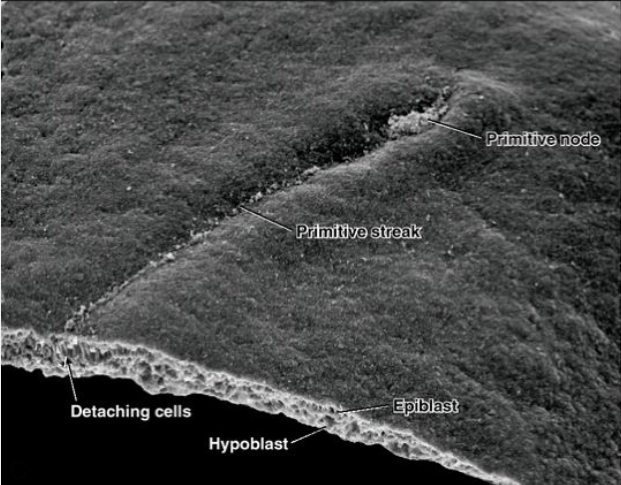 Primitive node
Primitive streak
Detaching cells
Epiblast
Hypoblast